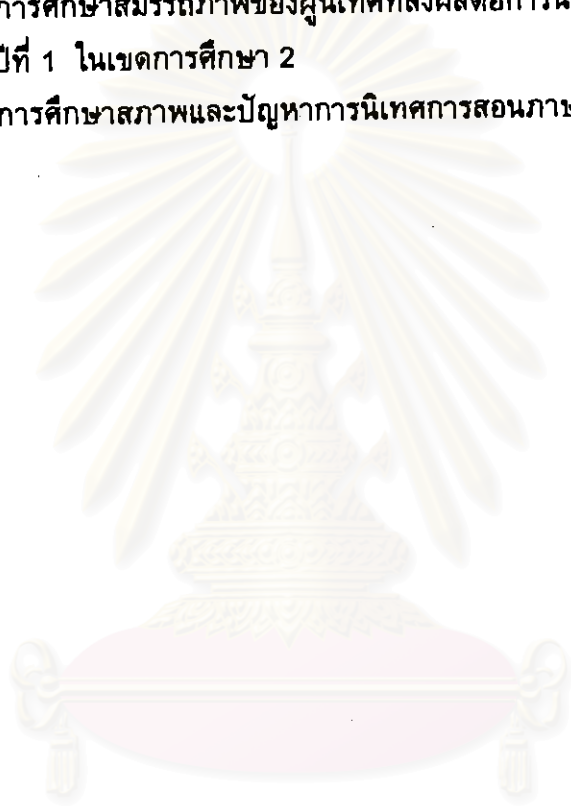 การศึกษาสมรรถภาพของผู้นิเทศที่ส่งผลต่อการนิ
ปีที่ 1 ในเขตการศึกษา 2
การศึกษาสภาพและปัญหาการนิเทศการสอนภาษ